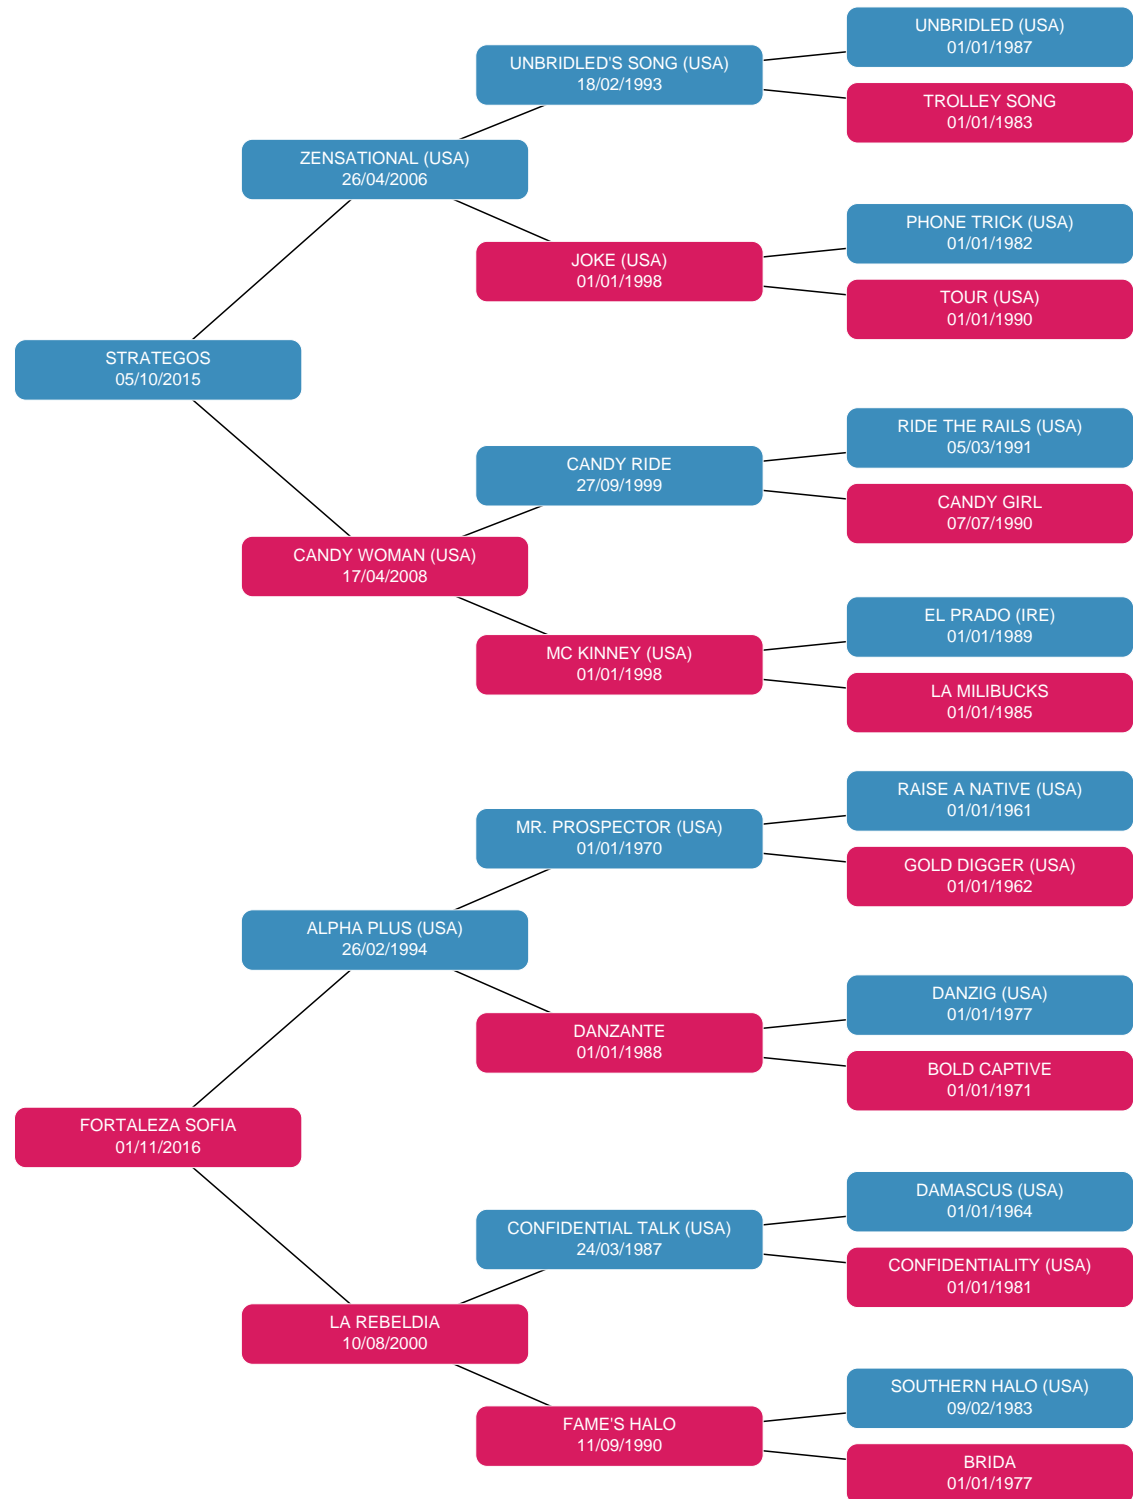 UNBRIDLED (USA)
01/01/1987
UNBRIDLED'S SONG (USA)
18/02/1993
TROLLEY SONG
01/01/1983
ZENSATIONAL (USA)
26/04/2006
PHONE TRICK (USA)
01/01/1982
JOKE (USA)
01/01/1998
TOUR (USA)
01/01/1990
STRATEGOS
05/10/2015
RIDE THE RAILS (USA)
05/03/1991
CANDY RIDE
27/09/1999
CANDY GIRL
07/07/1990
CANDY WOMAN (USA)
17/04/2008
EL PRADO (IRE)
01/01/1989
MC KINNEY (USA)
01/01/1998
LA MILIBUCKS
01/01/1985
RAISE A NATIVE (USA)
01/01/1961
MR. PROSPECTOR (USA)
01/01/1970
GOLD DIGGER (USA)
01/01/1962
ALPHA PLUS (USA)
26/02/1994
DANZIG (USA)
01/01/1977
DANZANTE
01/01/1988
BOLD CAPTIVE
01/01/1971
FORTALEZA SOFIA
01/11/2016
DAMASCUS (USA)
01/01/1964
CONFIDENTIAL TALK (USA)
24/03/1987
CONFIDENTIALITY (USA)
01/01/1981
LA REBELDIA
10/08/2000
SOUTHERN HALO (USA)
09/02/1983
FAME'S HALO
11/09/1990
BRIDA
01/01/1977